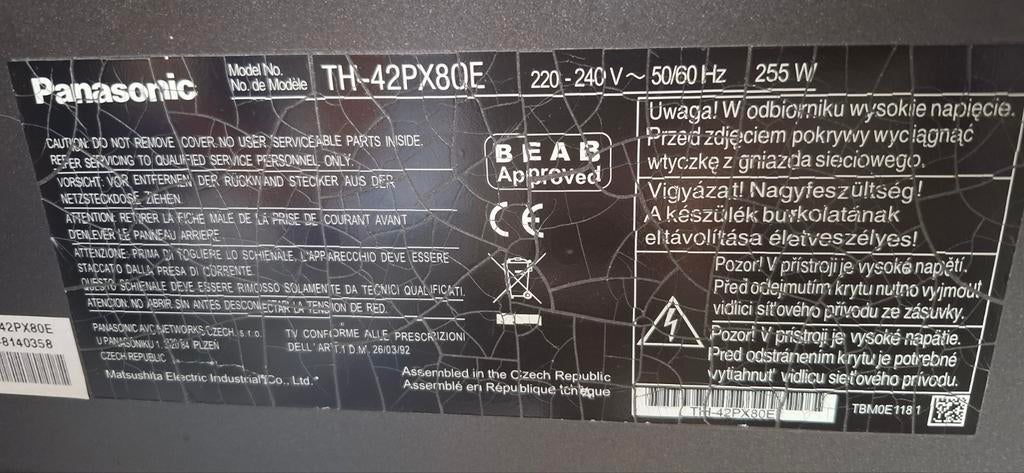 Panasonic
Model No.
No. de Modèle
TH-42PX80E
220 - 240 V ~ 50/60 Hz 255 W
CAUTION: DO NOT REMOVE COVER. NO USER SERVICEABLE PARTS INSIDE.
REFER SERVICING TO QUALIFIED SERVICE PERSONNEL ONLY.
VORSICHT: VOR ENTFERNEN DER RÜCKWAND STECKER AUS DER
NETZSTECKDOSE ZIEHEN.
ATTENTION: RETIRER LA FICHE MALE DE LA PRISE DE COURANT AVANT
D'ENLEVER LE PANNEAU ARRIERE.
ATTENZIONE: PRIMA DI TOGLIERE LO SCHIENALE. L'APPARECCHIO DEVE ESSERE
STACCATO DALLA PRESA DI CORRENTE.
QUESTO SCHIENALE DEVE ESSERE RIMOSSO SOLAMENTE DA TECNICI QUALIFICATI.
ATENCION: NO ABRIR, SIN ANTES DESCONECTAR LA TENSION DE RED.
PANASONIC AVC NETWORKS CZECH, s.r.o.
U PANASONIKU 1, 320 84 PLZEŇ
CZECH REPUBLIC
Matsushita Electric Industrial Co., Ltd.
TV CONFORME ALLE PRESCRIZIONI
DELL'ART.1 D.M. 26/03/92
BEAB
Approved
CE
Assembled in the Czech Republic
Assemblé en République tchèque
Uwaga! W odbiorniku wysokie napięcie.
Przed zdjęciem pokrywy wyciągnąć
wtyczkę z gniazda sieciowego.
Vigyázat! Nagyfeszültség!
A készülék burkolatának
eltávolítása életveszélyes!
Pozor! V přístroji je vysoké napětí.
Před odejmutím krytu nutno vyjmout
vidlici síťového přívodu ze zásuvky.
Pozor! V prístroji je vysoké napätie.
Pred odstránením krytu je potrebné
vytiahnuť vidlicu sieťového prívodu.
TH-42PX80E
TBM0E1181
42PX80E
-8140358